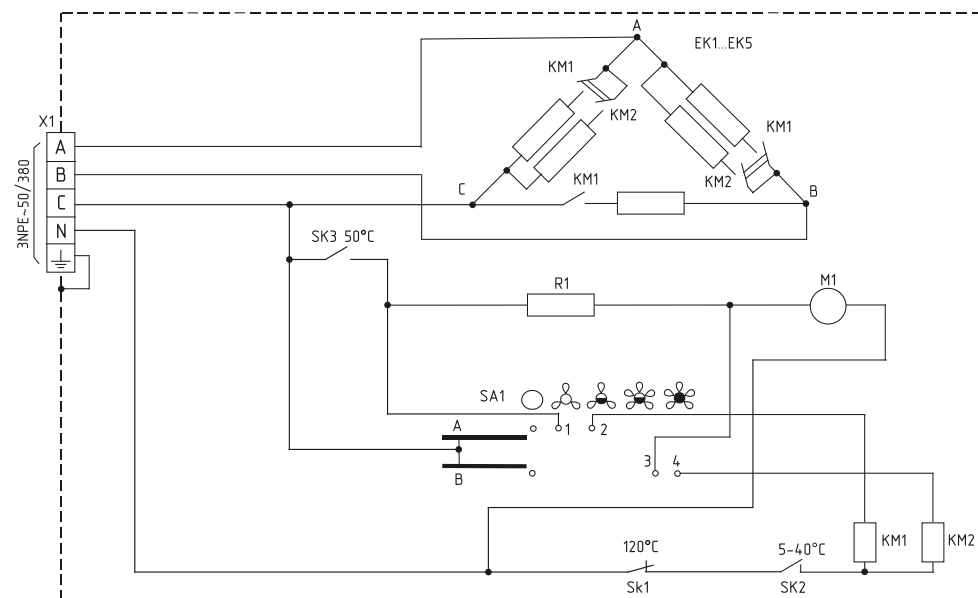 A
EK1...EK5
KM1
KM2
KM1
KM2
X1
A
B
C
N
3NPE~50/380
C
KM1
B
SK3 50°C
R1
M1
SA1
A
1
2
B
3
4
120°C
Sk1
5-40°C
SK2
KM1
KM2